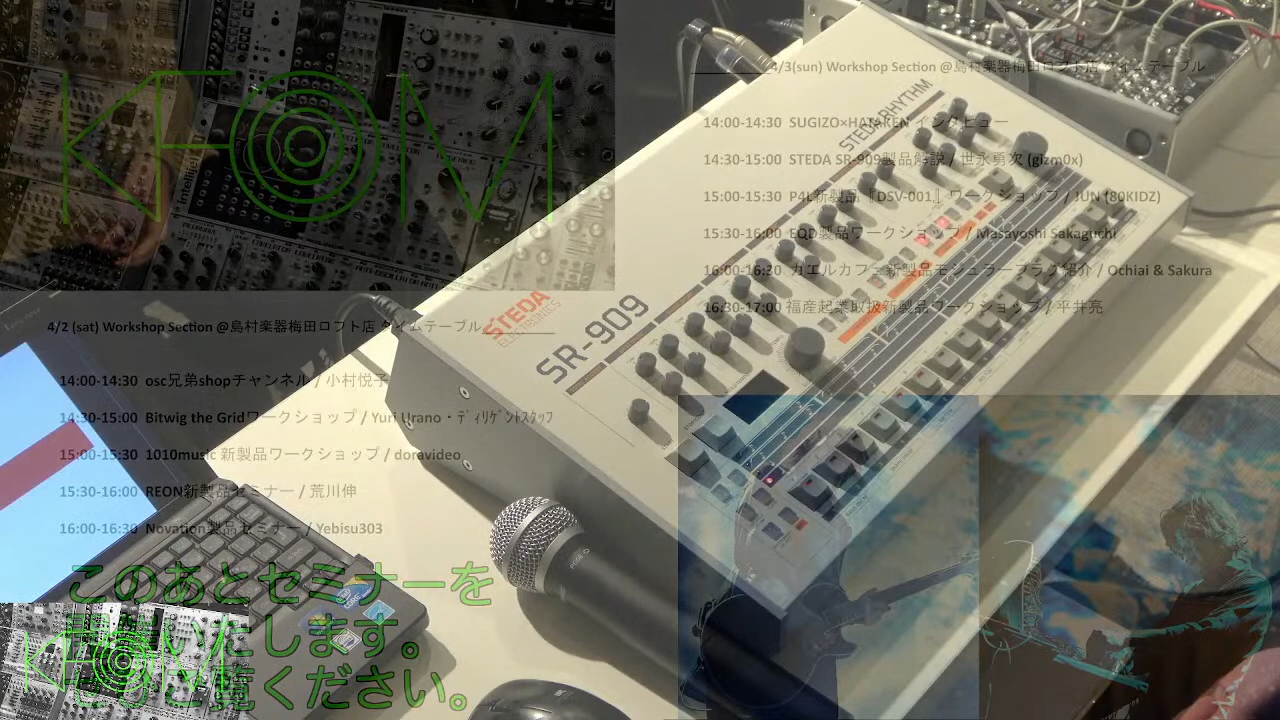 KFOM
4/3(sun) Workshop Section @島村楽器梅田ロフト店 タイムテーブル
14:00-14:30 SUGIZO×HATAKEN インタビュー
14:30-15:00 STEDA SR-909製品解説 / 世永勇次 (gizm0x)
15:00-15:30 P4L新製品『DSV-001』ワークショップ / JUN (80KIDZ)
15:30-16:00 EQD製品ワークショップ / Masayoshi Sakaguchi
16:00-16:30 カエルカフェ新製品モジュラープラグ紹介 / Ochiai & Sakura
16:30-17:00 福産起業取扱新製品ワークショップ / 平井亮
STEDARHYTHM
STEDA
ELECTRONICS
SR-909
4/2 (sat) Workshop Section @島村楽器梅田ロフト店 タイムテーブル
14:00-14:30 osc兄弟shopチャンネル / 小村悦子
14:30-15:00 Bitwig the Gridワークショップ / Yuri Urano・ディリゲントスタッフ
15:00-15:30 1010music 新製品ワークショップ / doravideo
15:30-16:00 REON新製品セミナー / 荒川伸
16:00-16:30 Novation製品セミナー / Yebisu303
このあとセミナーを
いたします。
ご覧ください。
KFOM